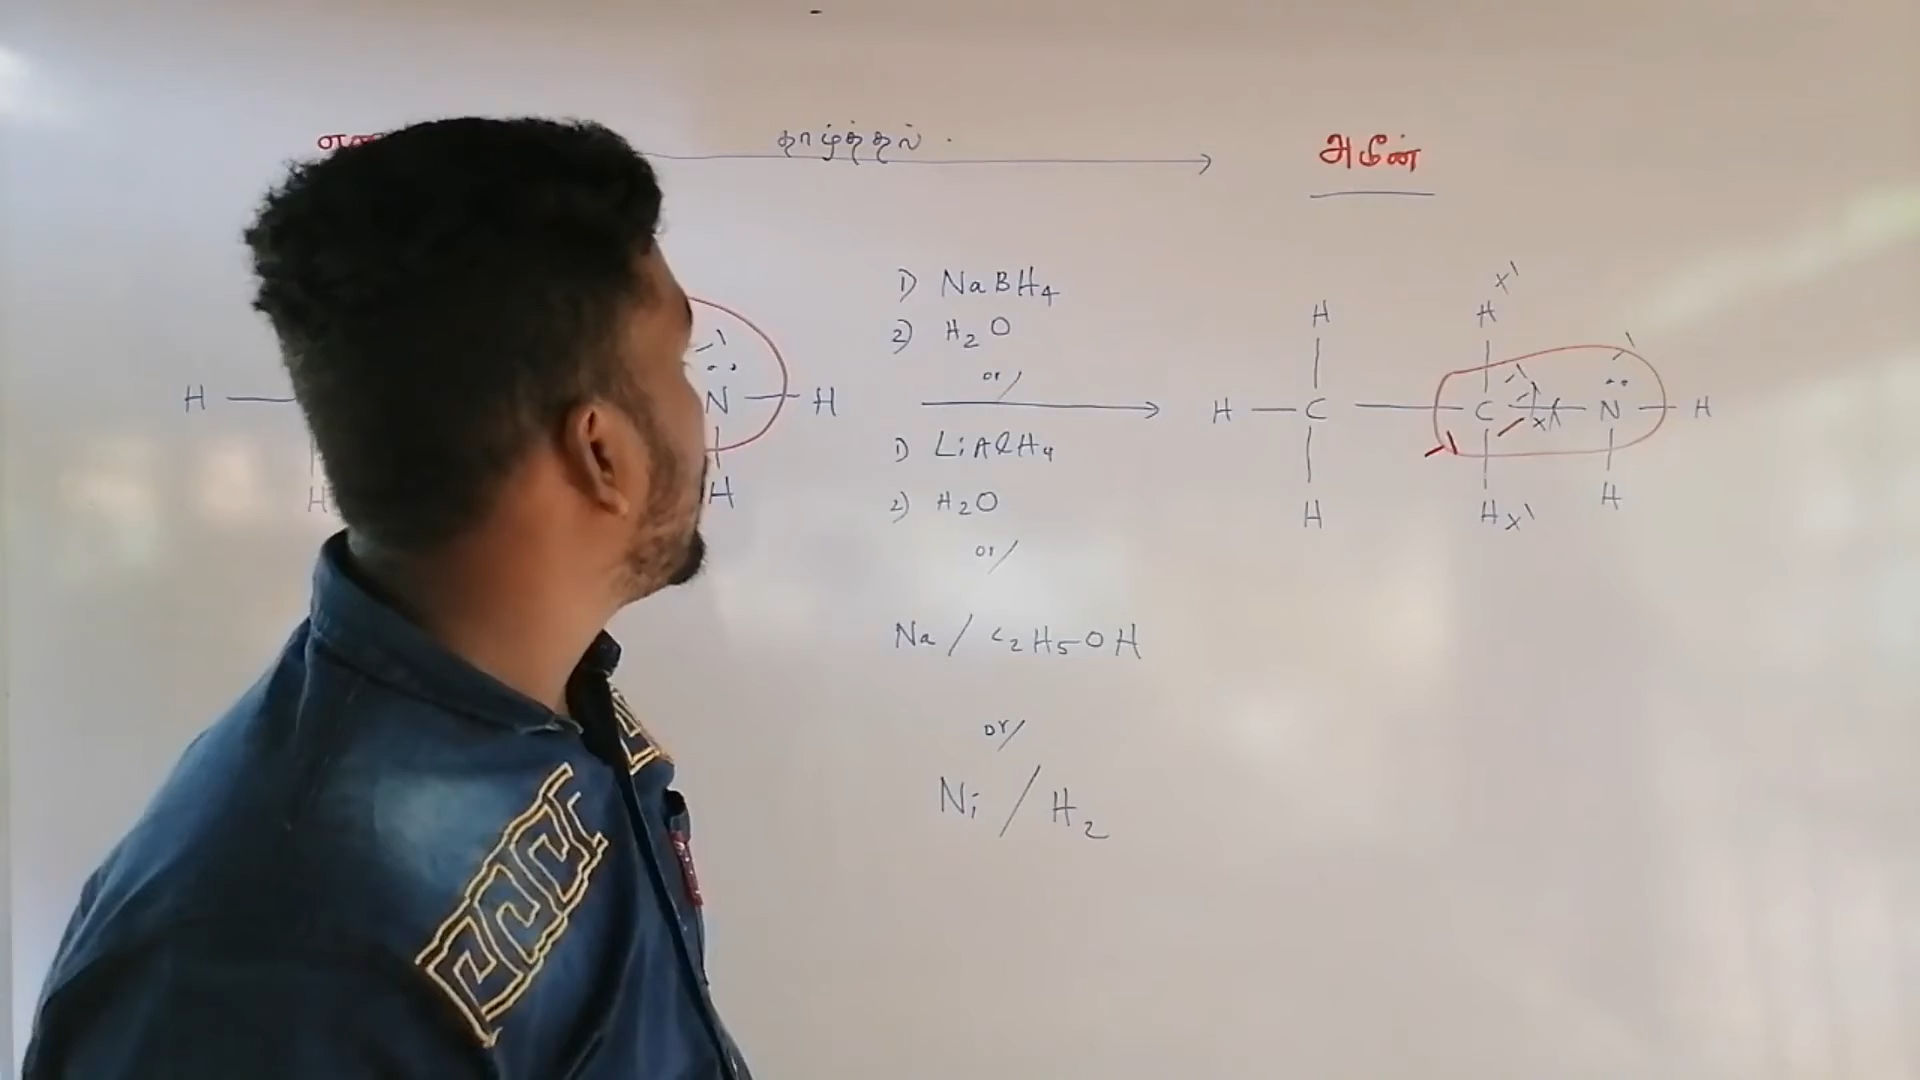 தாழ்த்தல்
அமீன்
1) NaBH4
2) H2O
or/
1) LiAlH4
2) H2O
or/
Na / C2H5OH
or/
Ni / H2
H N H
H H
H H x\
H C C x N H
H H x\ H